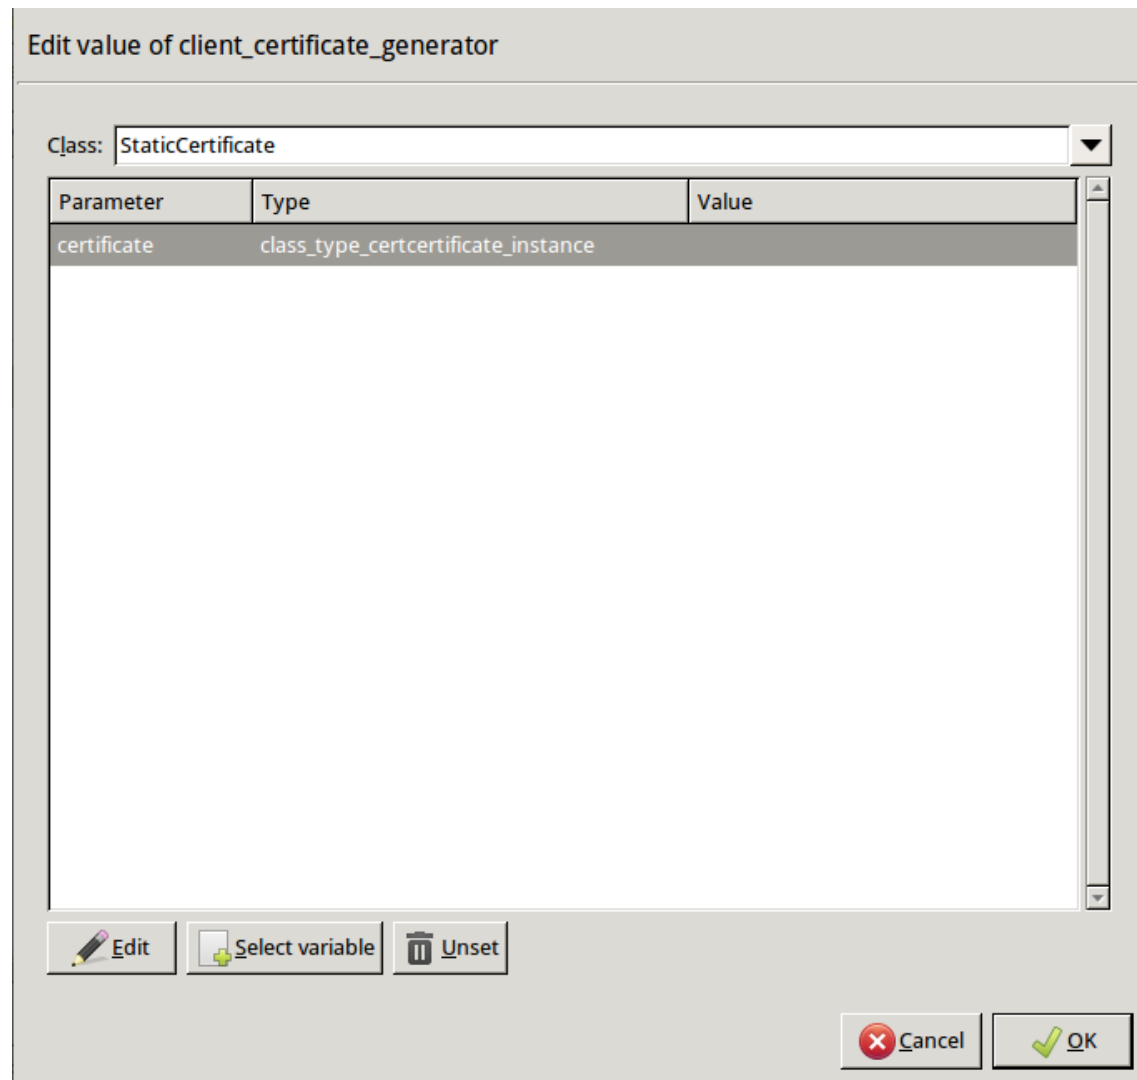 Edit value of client_certificate_generator
Class: StaticCertificate
Parameter Type Value
certificate class_type_certcertificate_instance
Edit Select variable Unset
Cancel OK